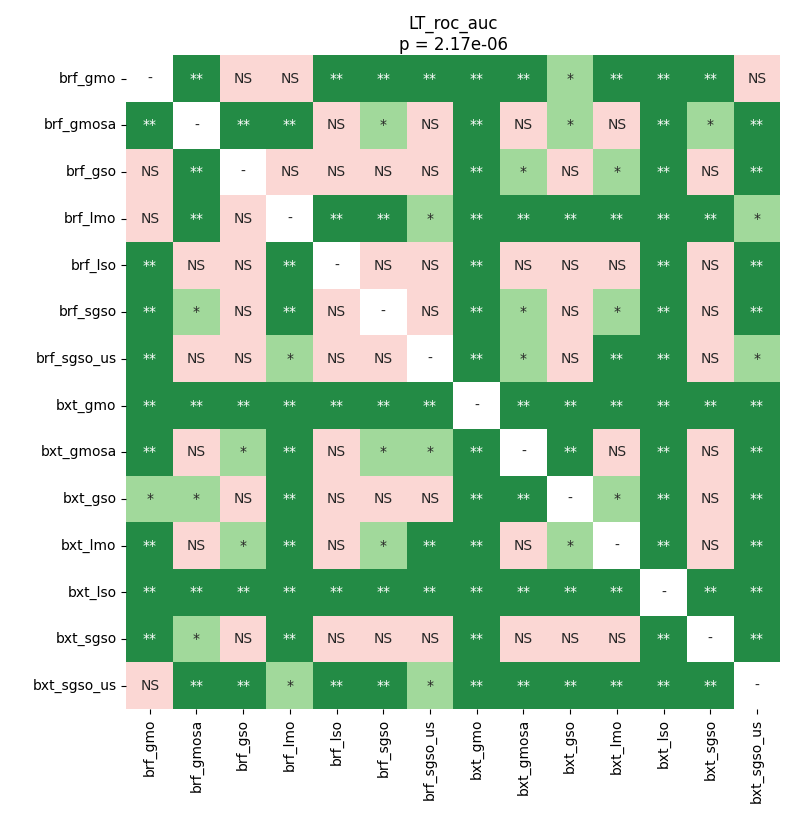 LT_roc_auc
p = 2.17e-06
brf_gmo - ** NS NS ** ** ** ** ** * ** ** ** NS
brf_gmosa ** - ** ** NS * NS ** NS * NS ** * **
brf_gso NS ** - NS NS NS NS ** * NS * ** NS **
brf_lmo NS ** NS - ** ** * ** ** ** ** ** ** *
brf_lso ** NS NS ** - NS NS ** NS NS NS ** NS **
brf_sgso ** * NS ** NS - NS ** * NS * ** NS **
brf_sgso_us ** NS NS * NS NS - ** * NS ** ** NS *
bxt_gmo ** ** ** ** ** ** ** - ** ** ** ** ** **
bxt_gmosa ** NS * ** NS * * ** - ** NS ** NS **
bxt_gso * * NS ** NS NS NS ** ** - * ** NS **
bxt_lmo ** NS * ** NS * ** ** NS * - ** NS **
bxt_lso ** ** ** ** ** ** ** ** ** ** ** - ** **
bxt_sgso ** * NS ** NS NS NS ** NS NS NS ** - **
bxt_sgso_us NS ** ** * ** ** * ** ** ** ** ** ** -
brf_gmo brf_gmosa brf_gso brf_lmo brf_lso brf_sgso brf_sgso_us bxt_gmo bxt_gmosa bxt_gso bxt_lmo bxt_lso bxt_sgso bxt_sgso_us